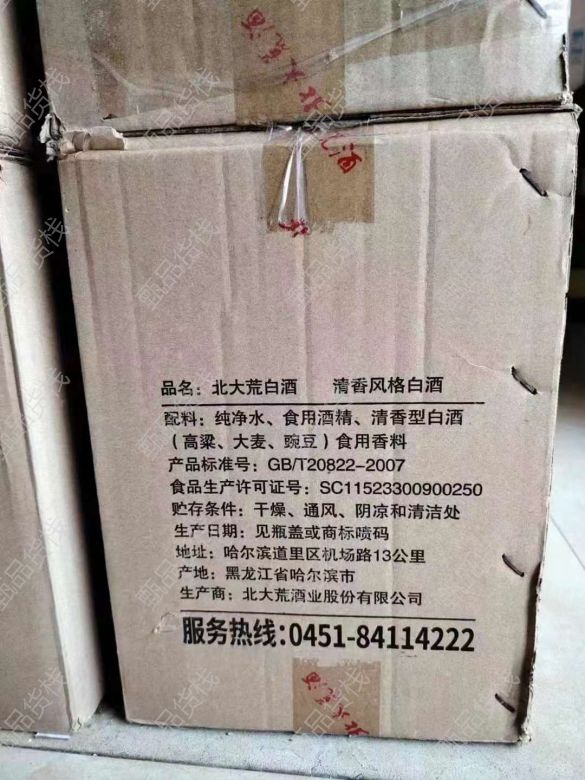 品名：北大荒白酒 清香风格白酒
配料：纯净水、食用酒精、清香型白酒
（高粱、大麦、豌豆）食用香料
产品标准号：GB/T20822-2007
食品生产许可证号：SC11523300900250
贮存条件：干燥、通风、阴凉和清洁处
生产日期：见瓶盖或商标喷码
地址：哈尔滨道里区机场路13公里
产地：黑龙江省哈尔滨市
生产商：北大荒酒业股份有限公司
服务热线：0451-84114222
甄品货栈